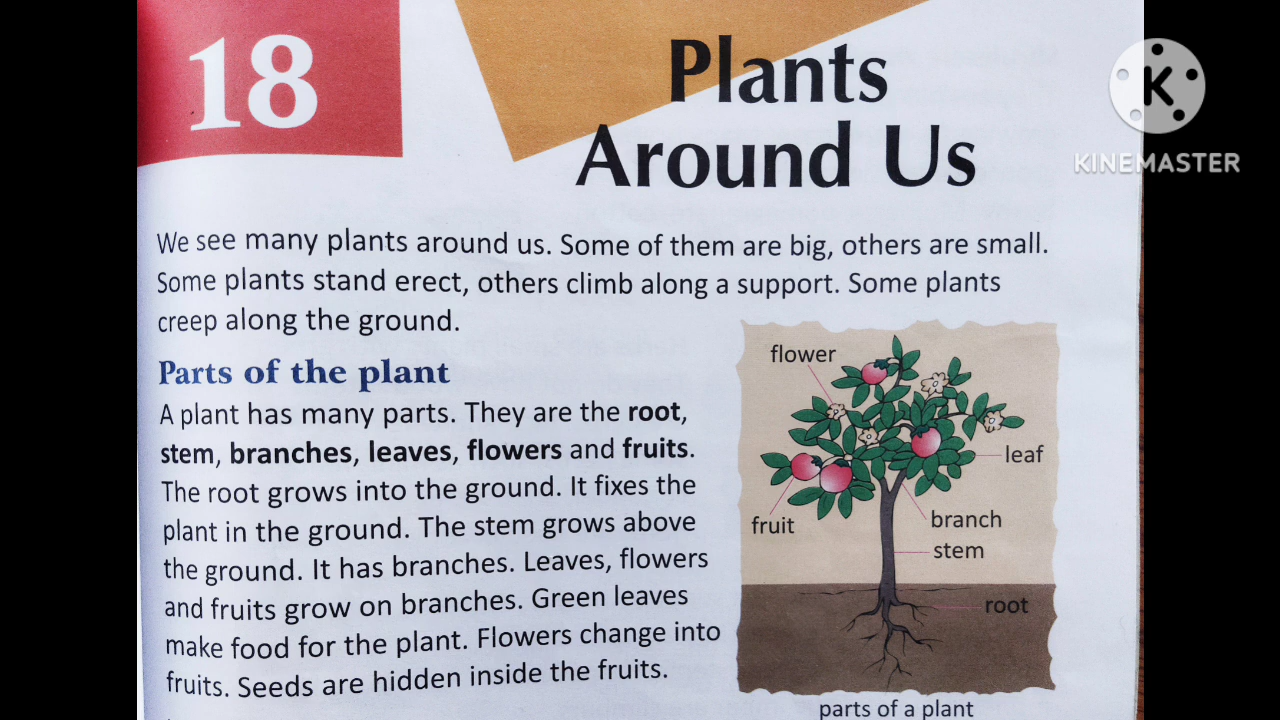 18
Plants
Around Us
KINEMASTER
We see many plants around us. Some of them are big, others are small.
Some plants stand erect, others climb along a support. Some plants
creep along the ground.
Parts of the plant
A plant has many parts. They are the root,
stem, branches, leaves, flowers and fruits.
The root grows into the ground. It fixes the
plant in the ground. The stem grows above
the ground. It has branches. Leaves, flowers
and fruits grow on branches. Green leaves
make food for the plant. Flowers change into
fruits. Seeds are hidden inside the fruits.
flower
leaf
fruit
branch
stem
root
parts of a plant